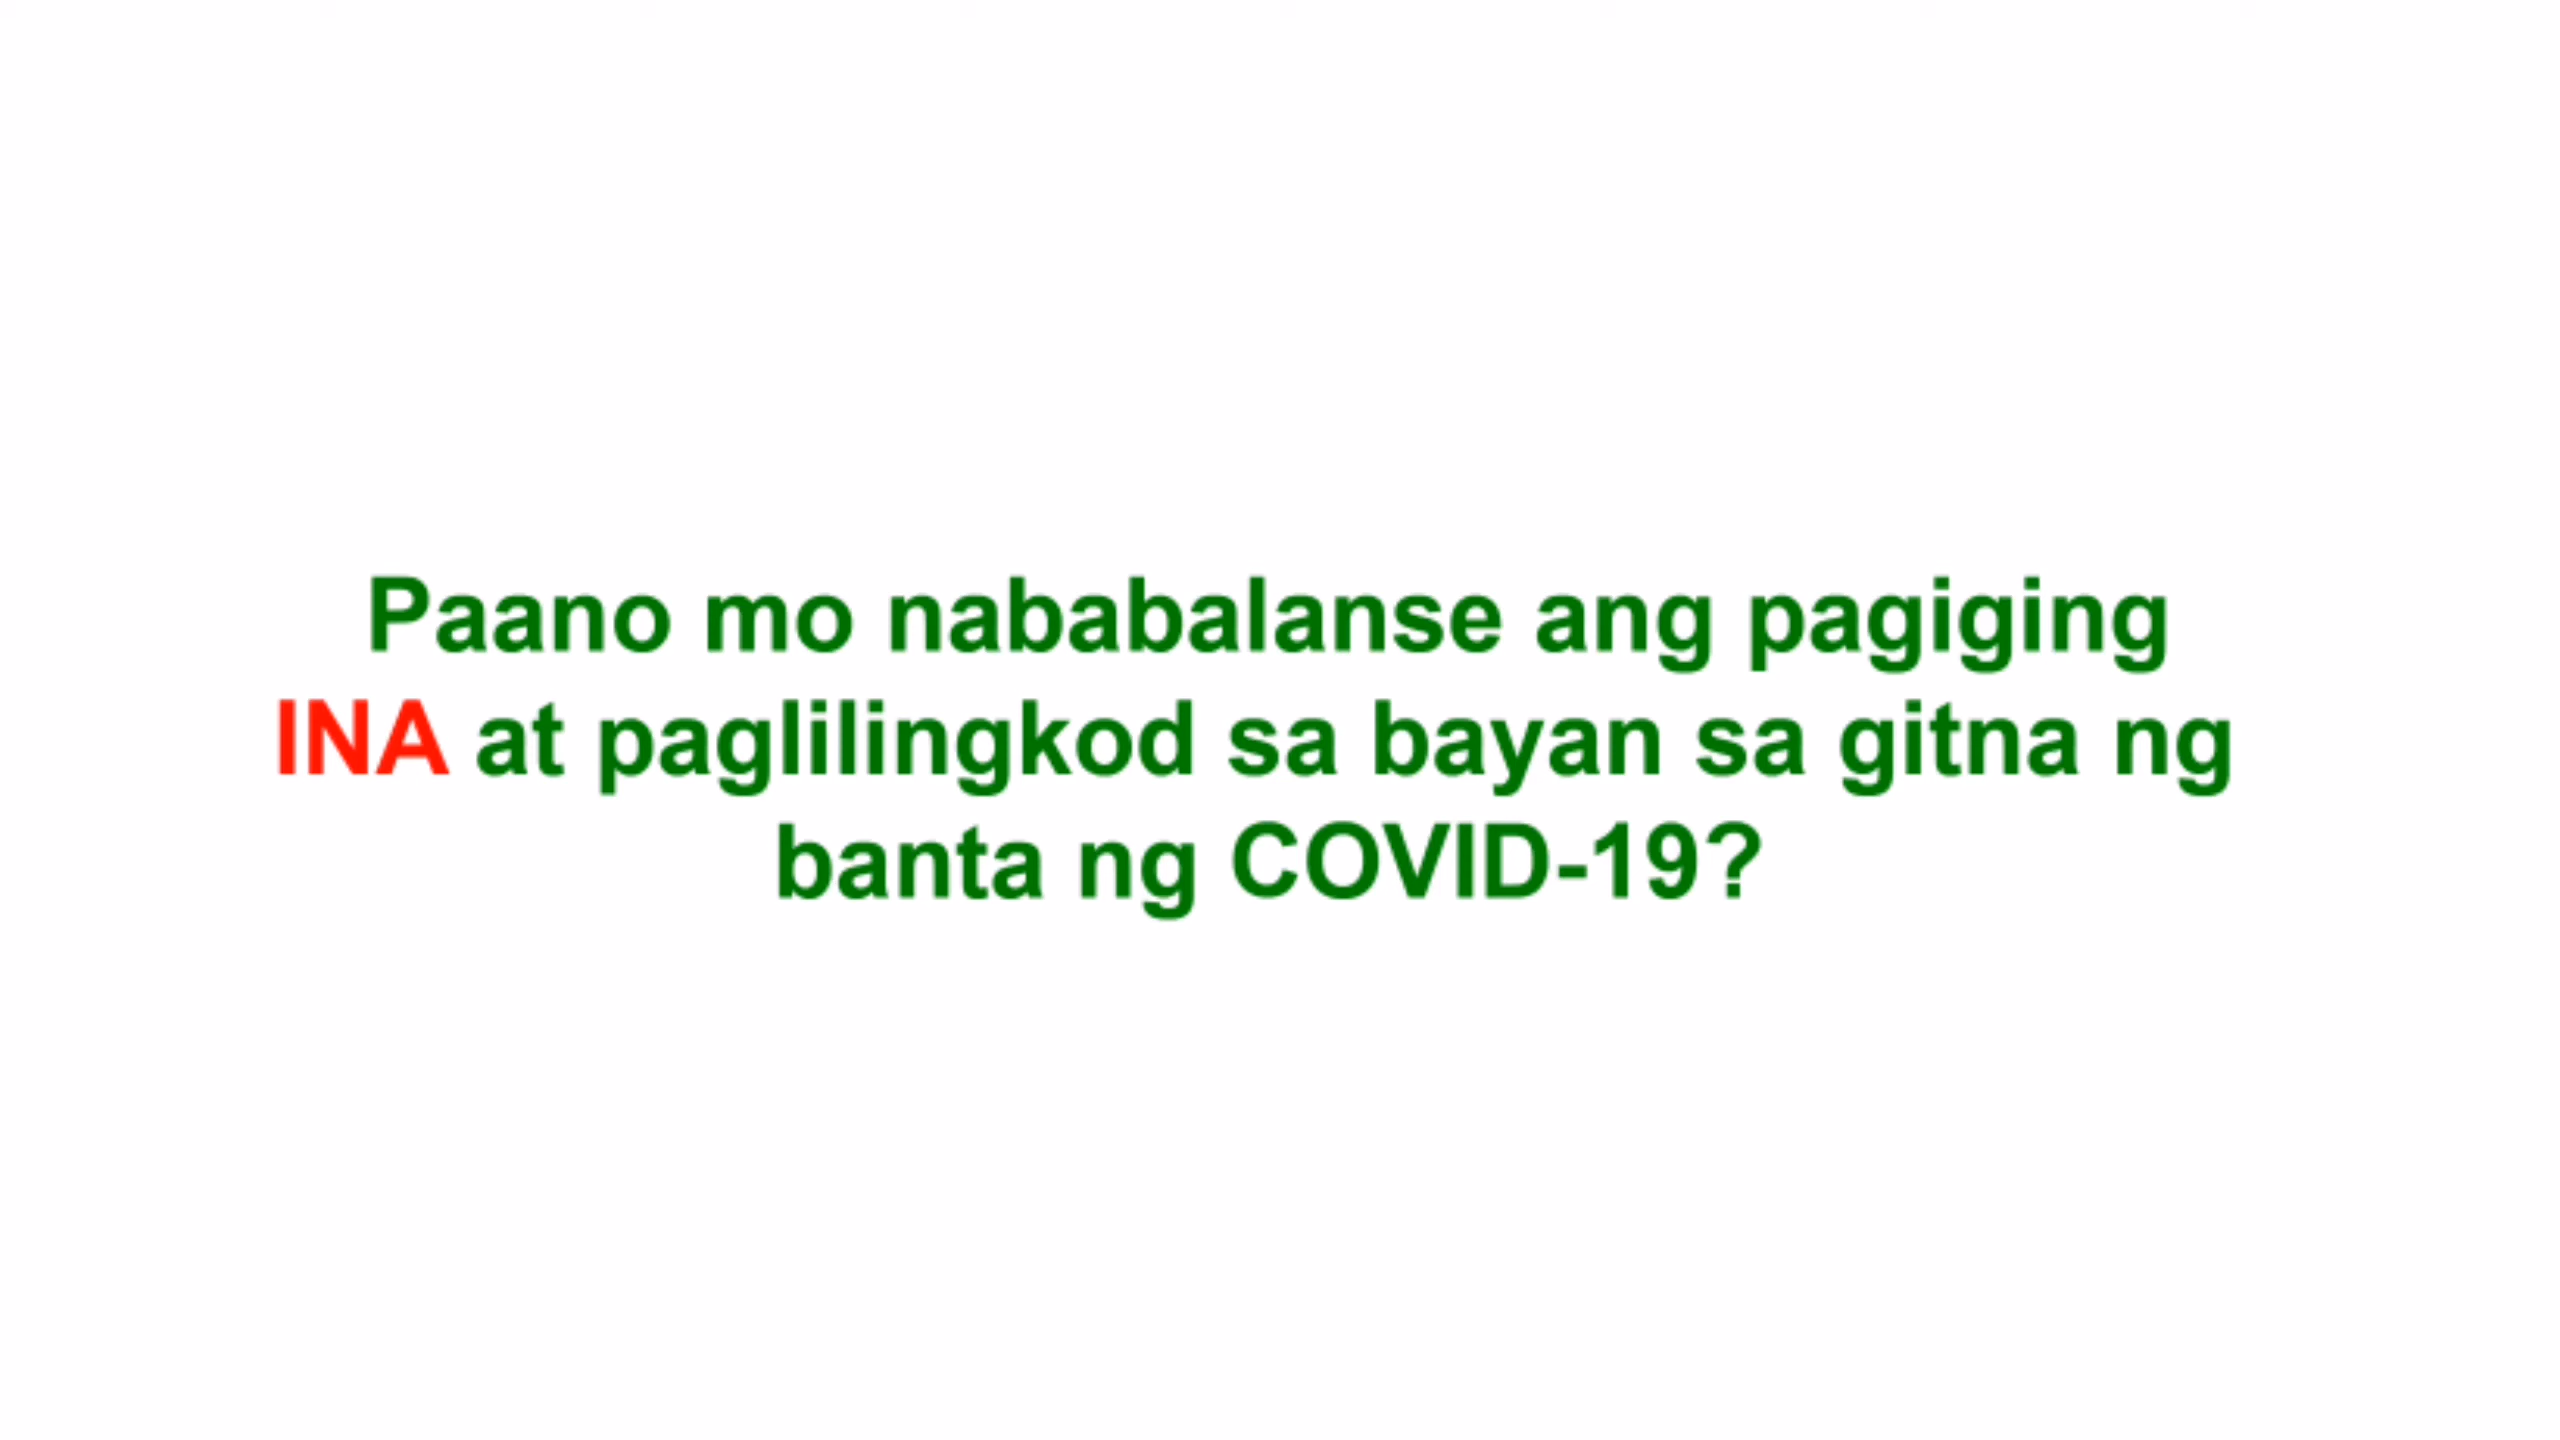 Paano mo nababalanse ang pagiging
INA at paglilingkod sa bayan sa gitna ng
banta ng COVID-19?